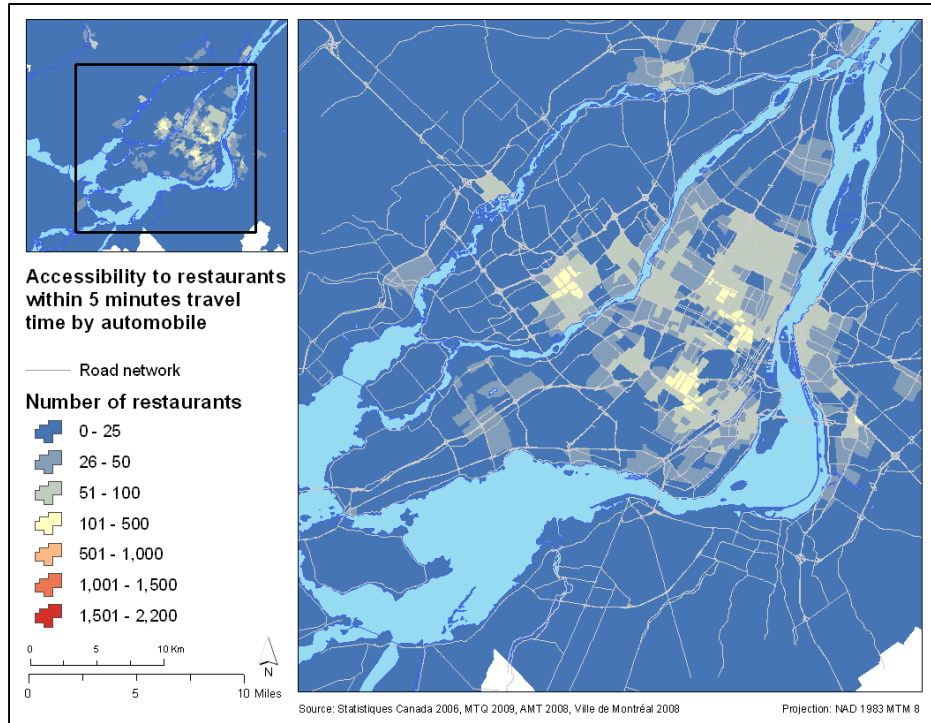 Accessibility to restaurants
within 5 minutes travel
time by automobile
Road network
Number of restaurants
0 - 25
26 - 50
51 - 100
101 - 500
501 - 1,000
1,001 - 1,500
1,501 - 2,200
0 5 10 Km
N
0 5 10 Miles
Source: Statistiques Canada 2006, MTQ 2009, AMT 2008, Ville de Montréal 2008
Projection: NAD 1983 MTM 8